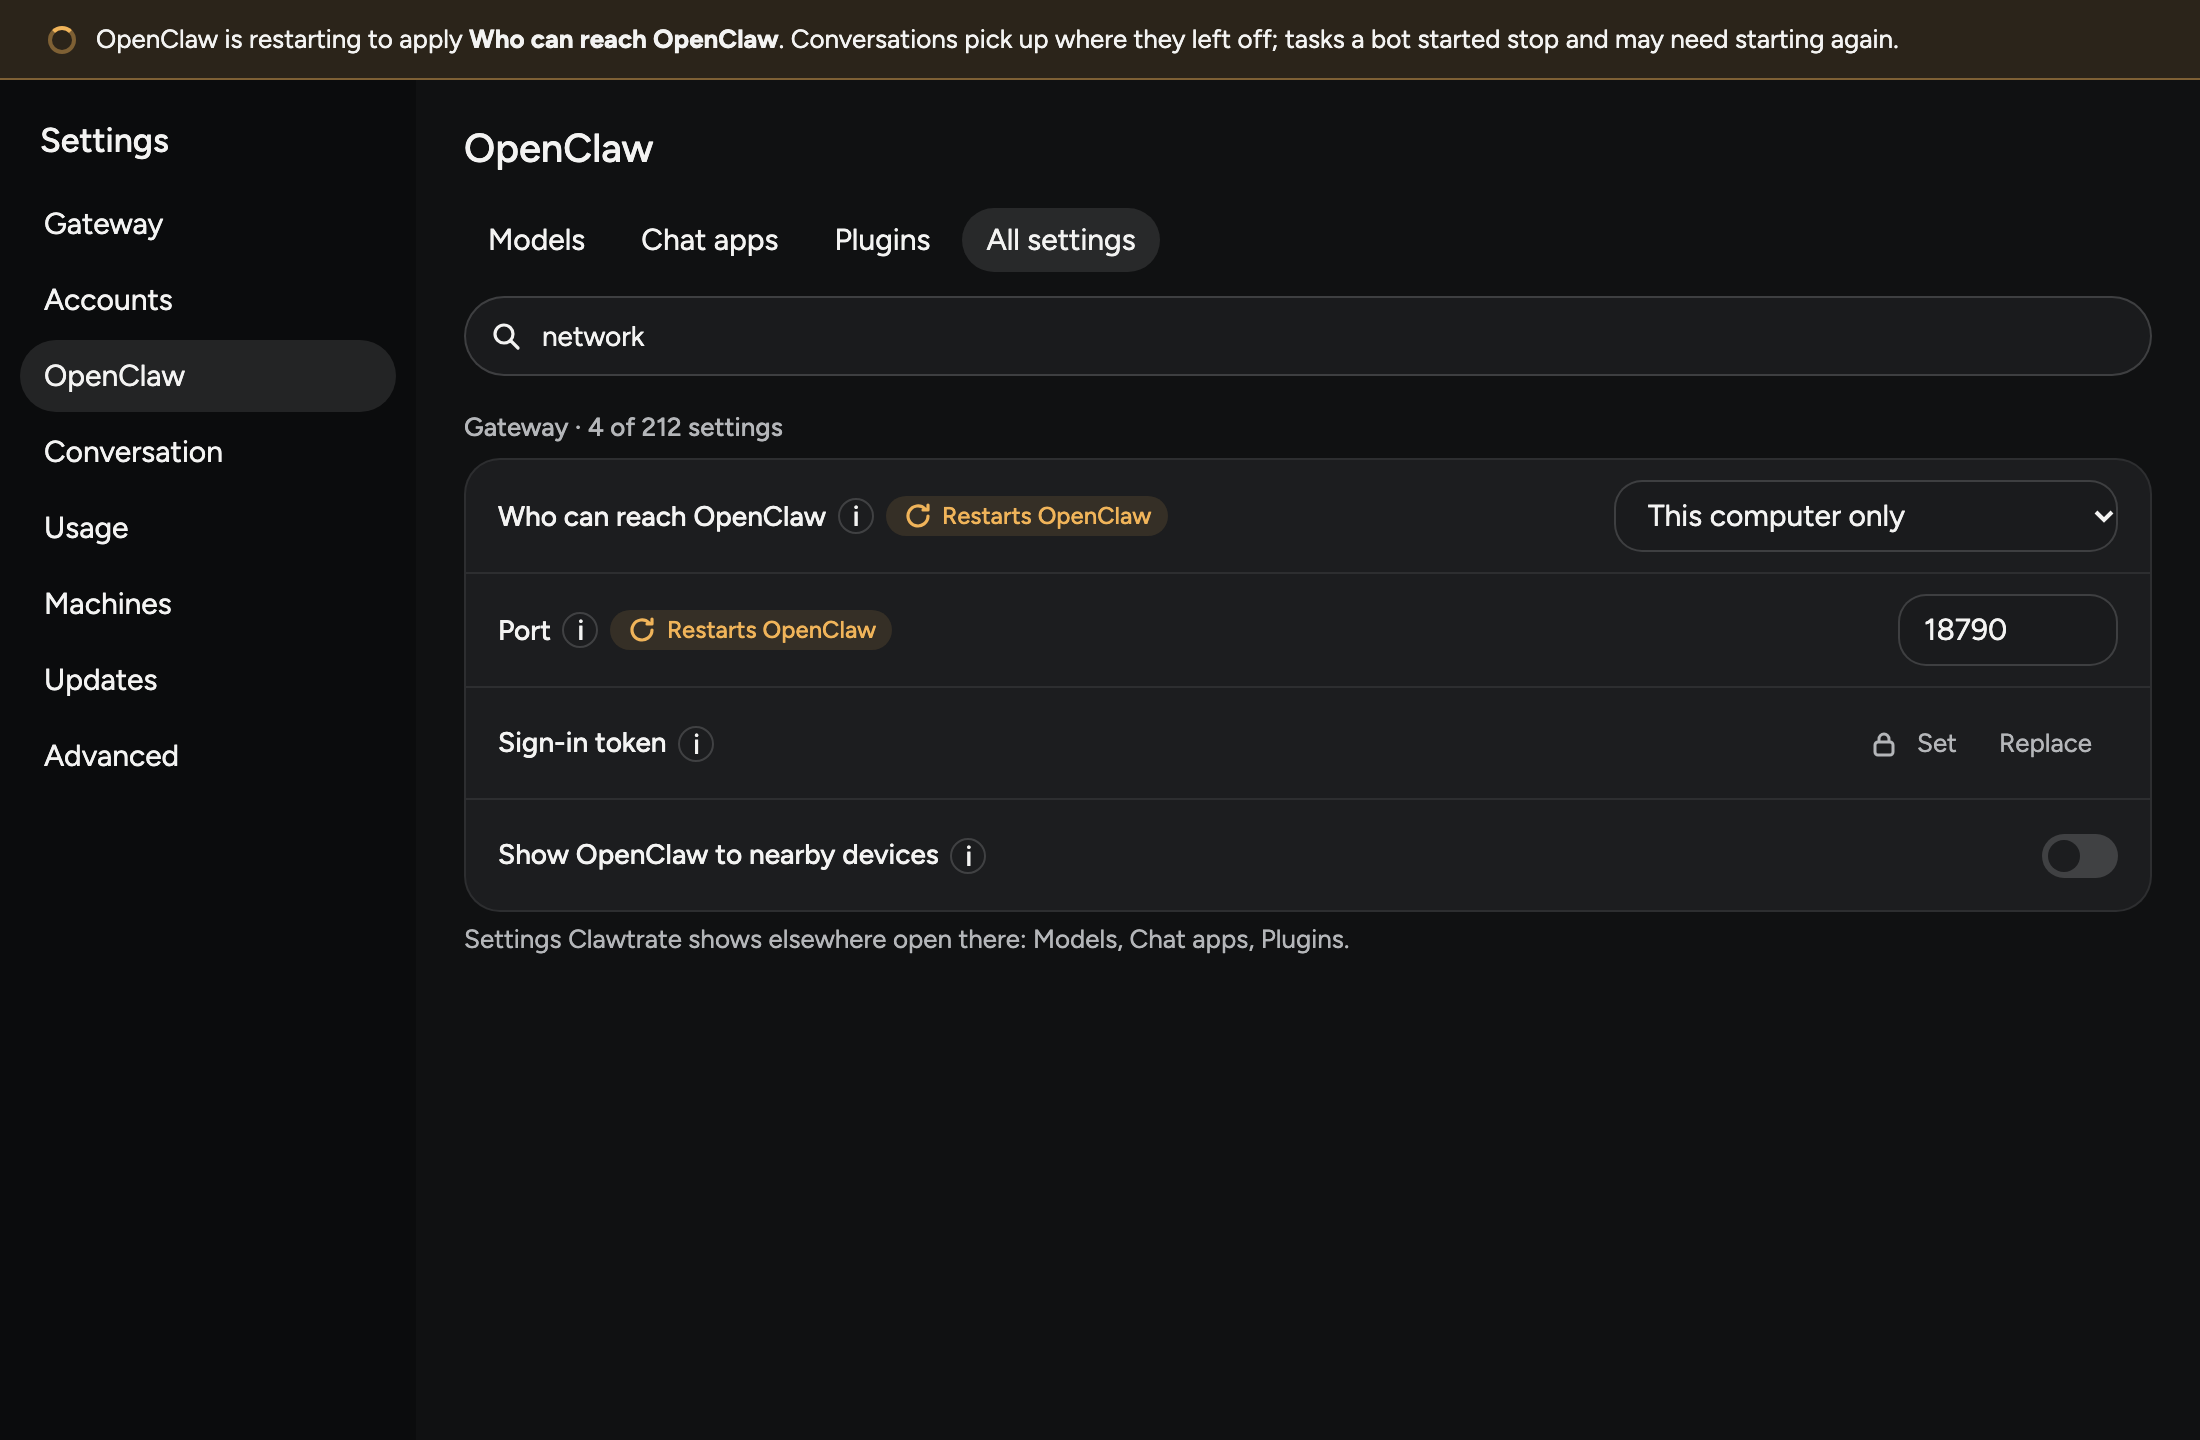 OpenClaw is restarting to apply Who can reach OpenClaw. Conversations pick up where they left off; tasks a bot started stop and may need starting again.
Settings
Gateway
Accounts
OpenClaw
Conversation
Usage
Machines
Updates
Advanced
OpenClaw
Models Chat apps Plugins All settings
network
Gateway · 4 of 212 settings
Who can reach OpenClaw i Restarts OpenClaw This computer only
Port i Restarts OpenClaw 18790
Sign-in token i Set Replace
Show OpenClaw to nearby devices i
Settings Clawtrate shows elsewhere open there: Models, Chat apps, Plugins.